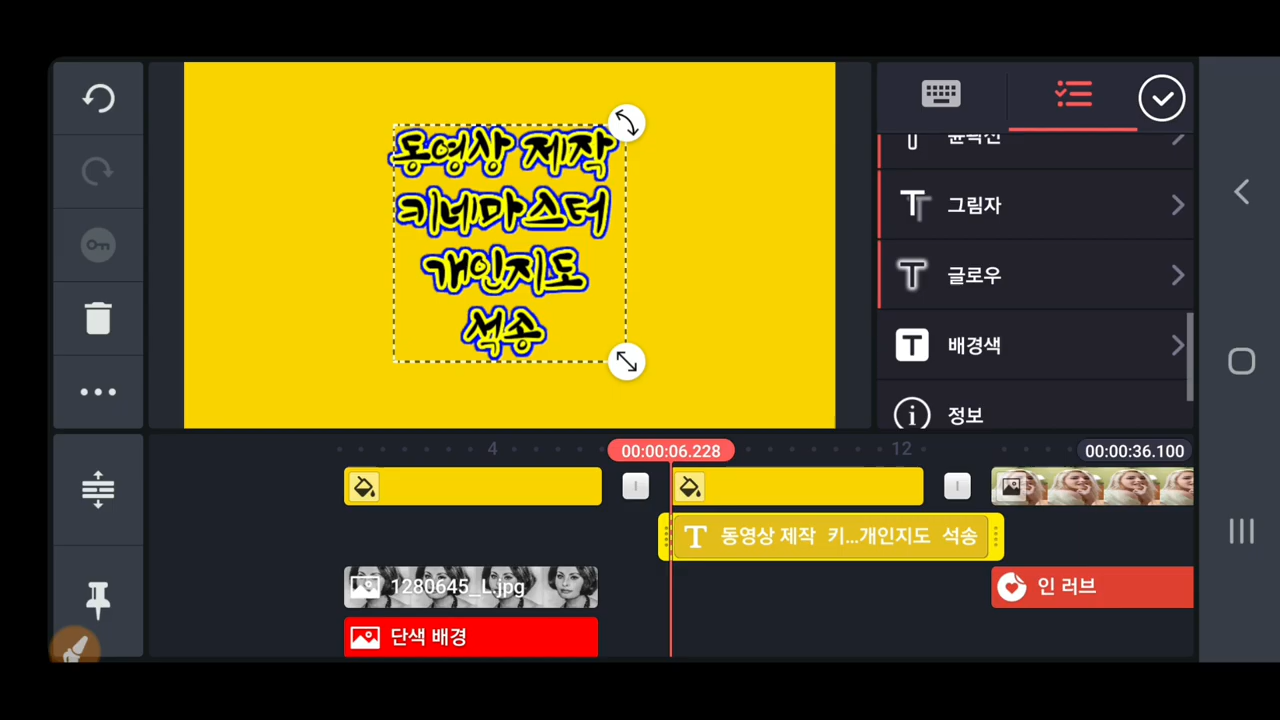 동영상 제작
키네마스터
개인지도
석송
윤곽선
그림자
글로우
배경색
정보
4
00:00:06.228
12
00:00:36.100
동영상 제작 키...개인지도 석송
1280645_L.jpg
인 러브
단색 배경